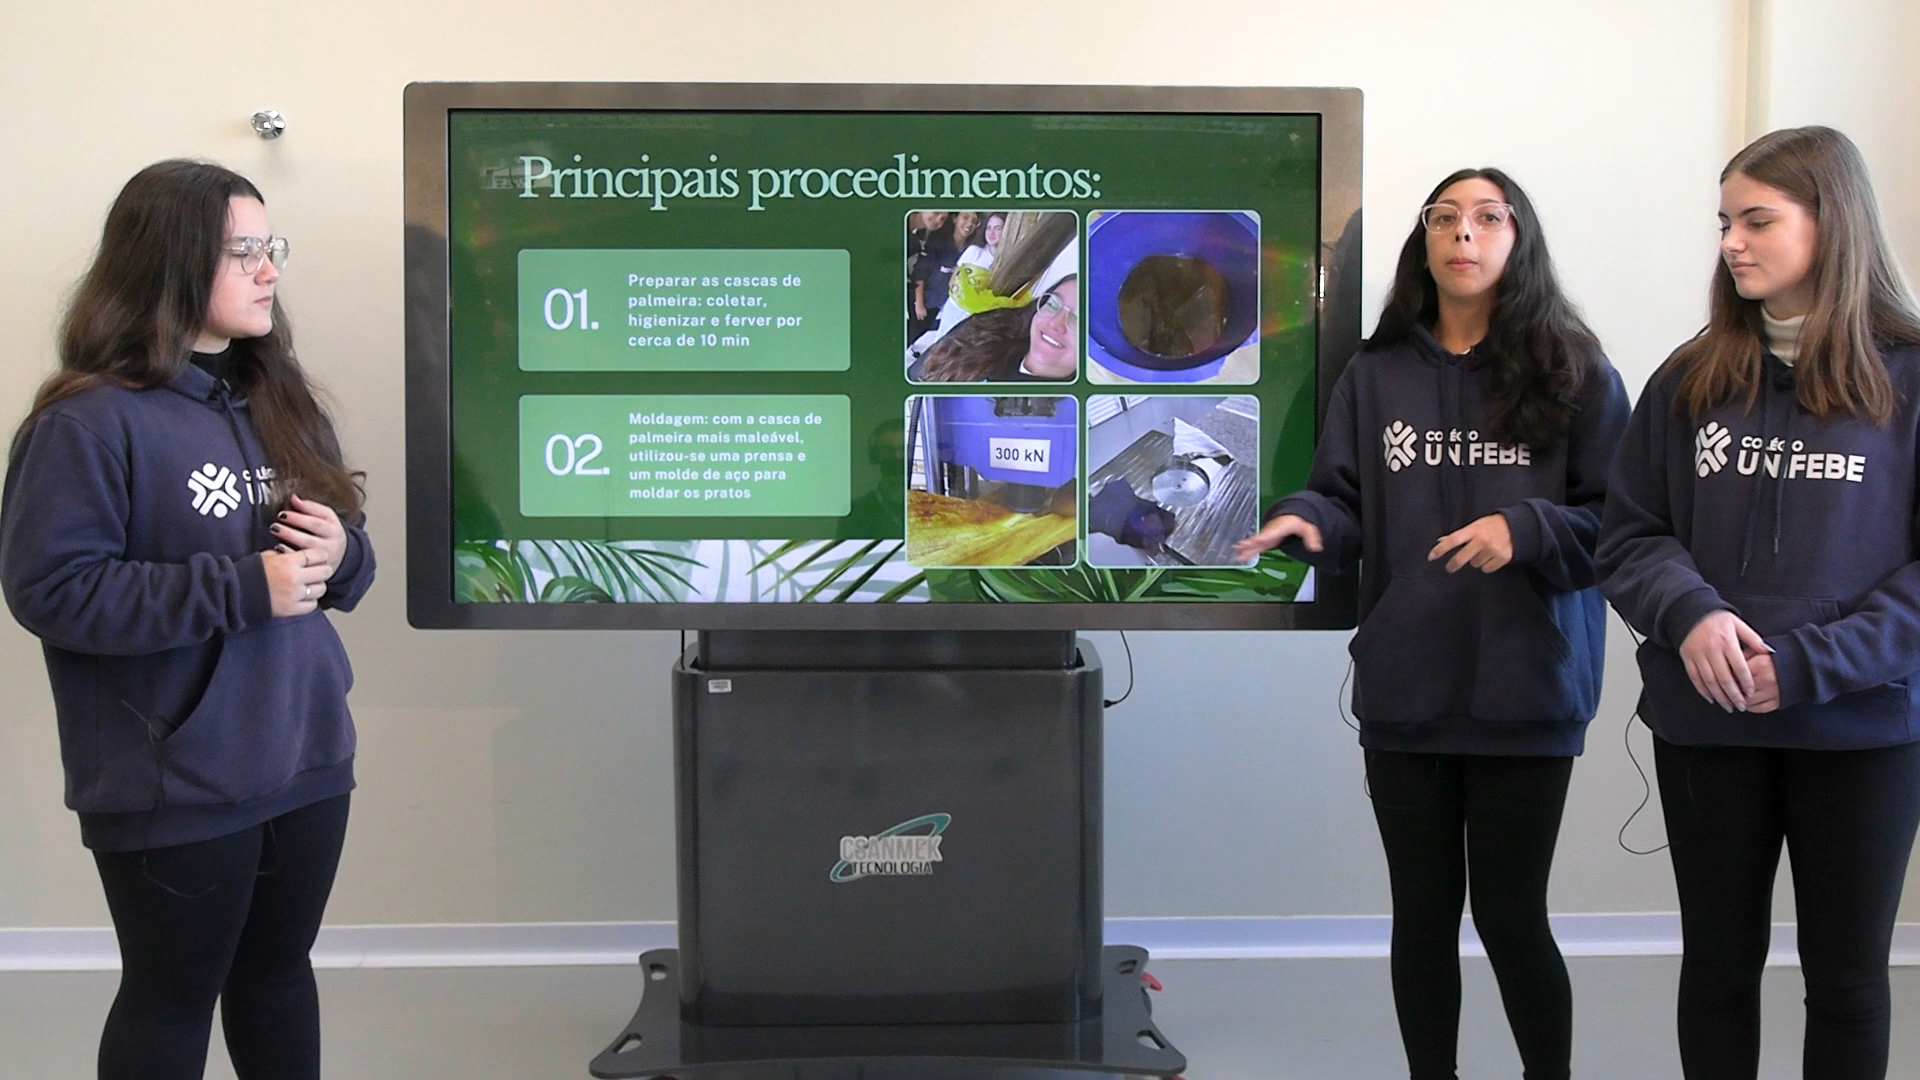 Principais procedimentos:
01.
Preparar as cascas de
palmeira: coletar,
higienizar e ferver por
cerca de 10 min
02.
Moldagem: com a casca de
palmeira mais maleável,
utilizou-se uma prensa e
um molde de aço para
moldar os pratos
300 kN
COLÉGIO
UNIFEBE
COLÉGIO
UNIFEBE
CSANMEK
TECNOLOGIA